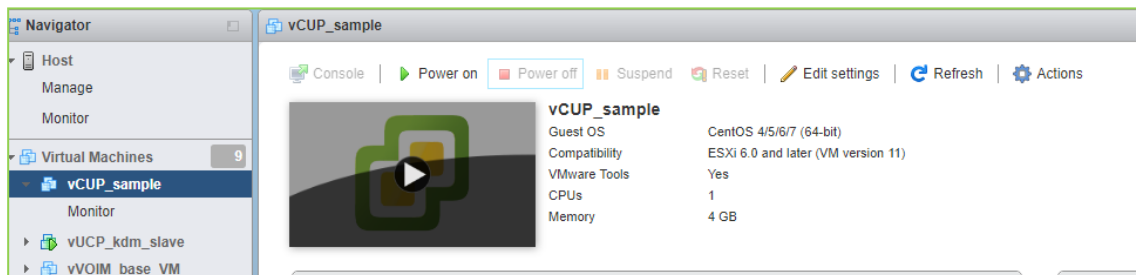 Navigator
Host
Manage
Monitor
Virtual Machines 9
vCUP_sample
Monitor
vUCP_kdm_slave
vVOIM_base_VM
vCUP_sample
Console Power on Power off Suspend Reset Edit settings Refresh Actions
vCUP_sample
Guest OS CentOS 4/5/6/7 (64-bit)
Compatibility ESXi 6.0 and later (VM version 11)
VMware Tools Yes
CPUs 1
Memory 4 GB